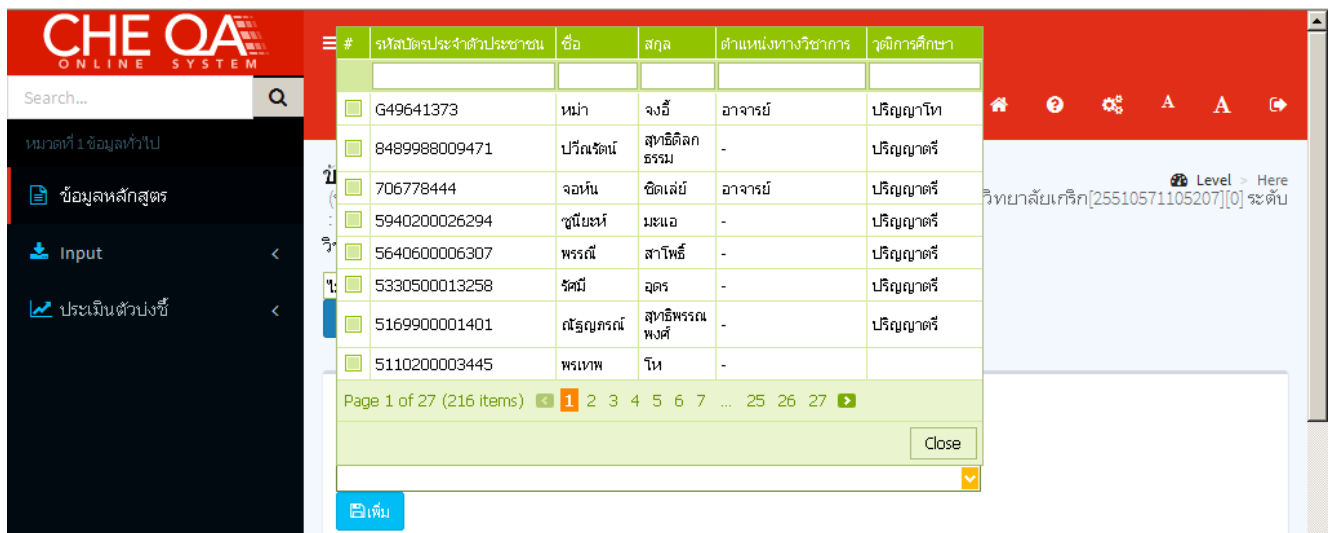 CHE QA
ONLINE SYSTEM
Search...
หมวดที่ 1 ข้อมูลทั่วไป
ข้อมูลหลักสูตร
Input
ประเมินตัวบ่งชี้
# รหัสบัตรประจำตัวประชาชน ชื่อ สกุล ตำแหน่งทางวิชาการ วุฒิการศึกษา
G49641373 หม่า จงอี้ อาจารย์ ปริญญาโท
8489988009471 ปวีณรัตน์ สุทธิดิลกธรรม - ปริญญาตรี
706778444 จอห์น ชิดเล่ย์ อาจารย์ ปริญญาตรี
5940200026294 ซูนียะห์ มะแอ - ปริญญาตรี
5640600006307 พรรณี สาโพธิ์ - ปริญญาตรี
5330500013258 รัศมี อุดร - ปริญญาตรี
5169900001401 ณัฐญภรณ์ สุทธิพรรณพงศ์ - ปริญญาตรี
5110200003445 พรเทพ โห -
Page 1 of 27 (216 items) 1 2 3 4 5 6 7 ... 25 26 27
Close
เพิ่ม
A A
Level > Here
วิทยาลัยเกริก[25510571105207][0] ระดับ